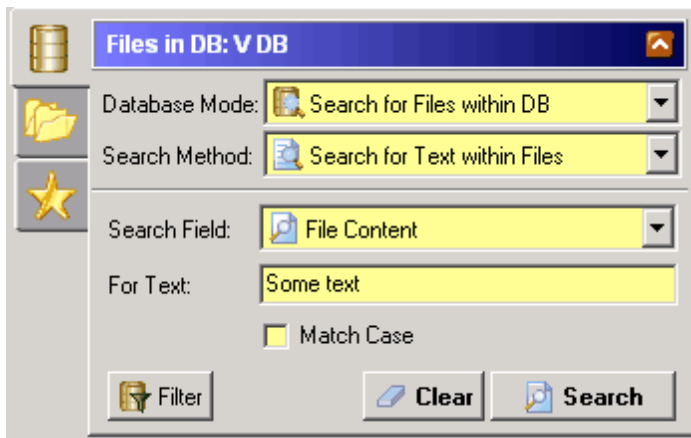 Files in DB: V DB
Database Mode: Search for Files within DB
Search Method: Search for Text within Files
Search Field: File Content
For Text: Some text
Match Case
Filter Clear Search